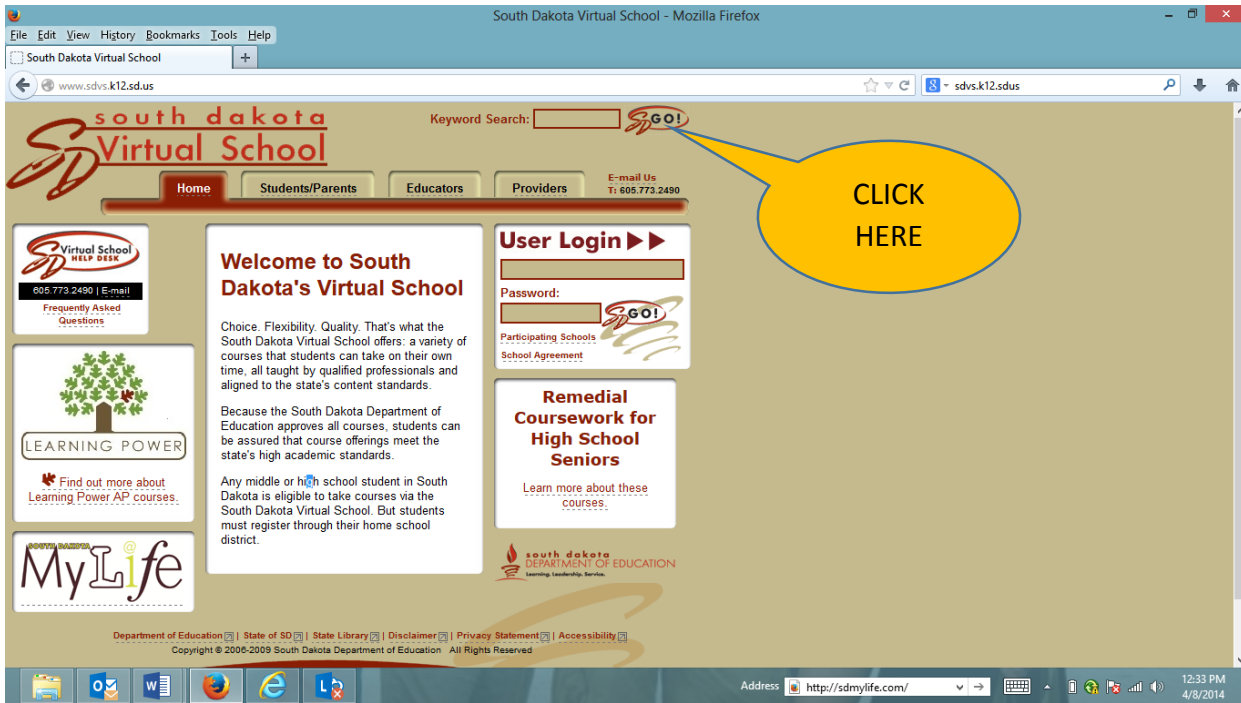 South Dakota Virtual School - Mozilla Firefox
File Edit View History Bookmarks Tools Help
South Dakota Virtual School
www.sdvs.k12.sd.us
sdvs.k12.sdus
south dakota
Virtual School
SD
Keyword Search:
SD GO!
Home
Students/Parents
Educators
Providers
E-mail Us
T: 605.773.2490
CLICK
HERE
Virtual School
HELP DESK
605.773.2490 | E-mail
Frequently Asked
Questions
LEARNING POWER
Find out more about
Learning Power AP courses.
SOUTH DAKOTA
MyLife
@
Welcome to South
Dakota's Virtual School
Choice. Flexibility. Quality. That's what the
South Dakota Virtual School offers: a variety of
courses that students can take on their own
time, all taught by qualified professionals and
aligned to the state's content standards.
Because the South Dakota Department of
Education approves all courses, students can
be assured that course offerings meet the
state's high academic standards.
Any middle or high school student in South
Dakota is eligible to take courses via the
South Dakota Virtual School. But students
must register through their home school
district.
User Login
Password:
SD GO!
Participating Schools
School Agreement
Remedial
Coursework for
High School
Seniors
Learn more about these
courses.
south dakota
DEPARTMENT OF EDUCATION
Learning. Leadership. Service.
Department of Education | State of SD | State Library | Disclaimer | Privacy Statement | Accessibility
Copyright © 2006-2009 South Dakota Department of Education All Rights Reserved
Address http://sdmylife.com/
12:33 PM
4/8/2014